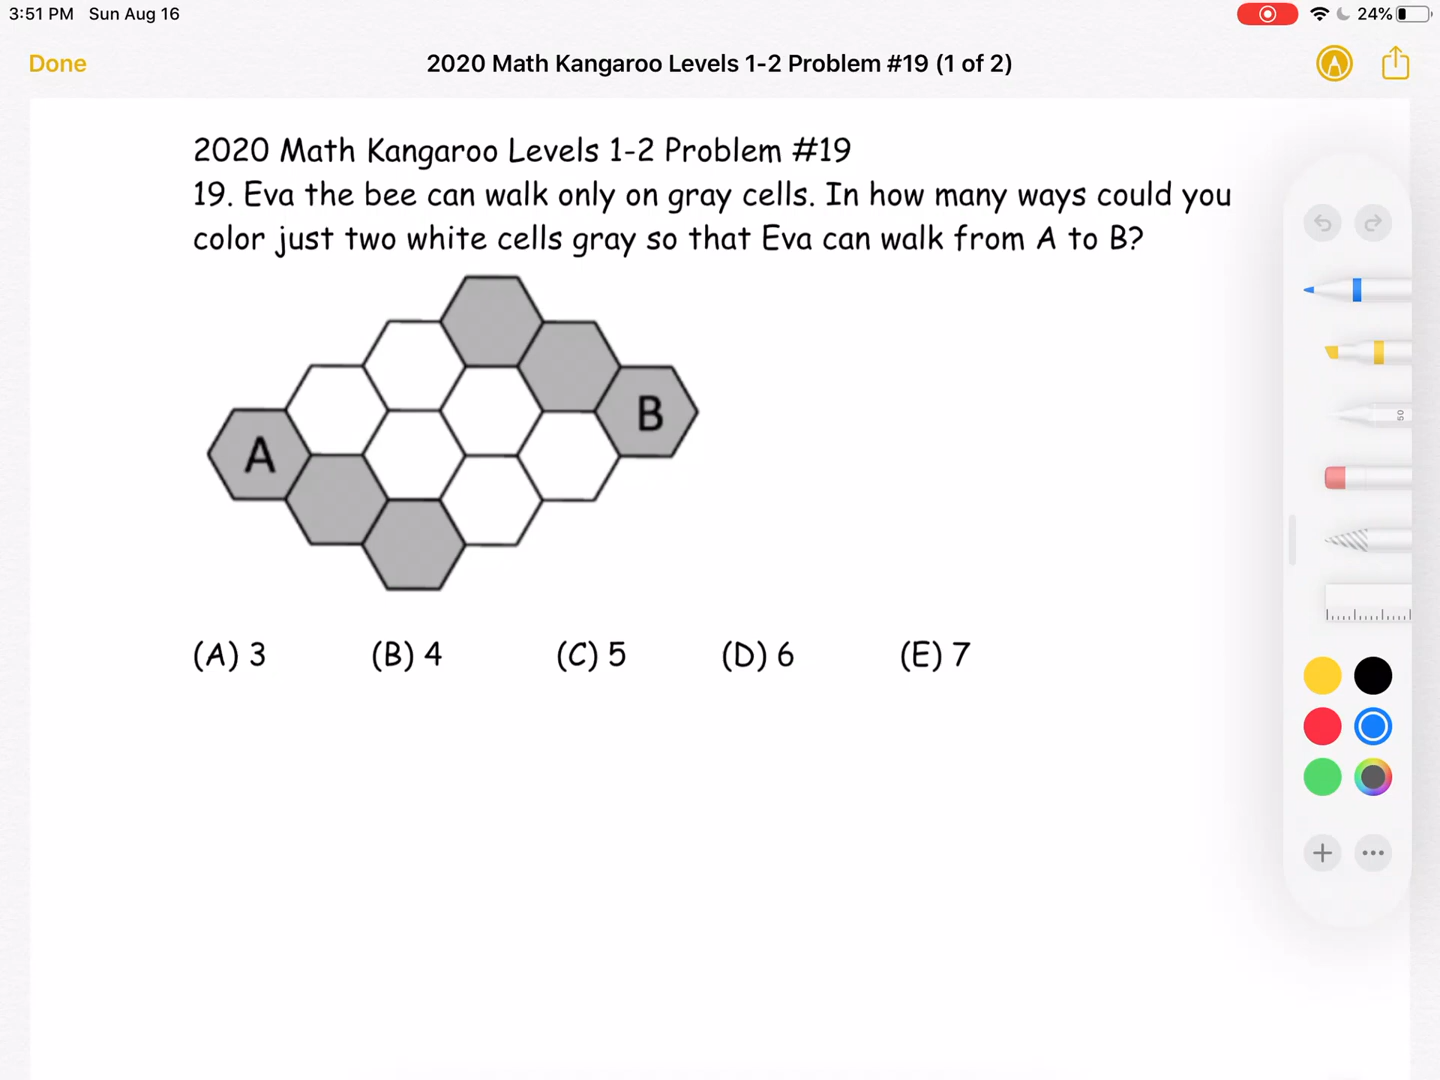 3:51 PM Sun Aug 16
24%
Done
2020 Math Kangaroo Levels 1-2 Problem #19 (1 of 2)
2020 Math Kangaroo Levels 1-2 Problem #19
19. Eva the bee can walk only on gray cells. In how many ways could you
color just two white cells gray so that Eva can walk from A to B?
B
A
50
(A) 3 (B) 4 (C) 5 (D) 6 (E) 7